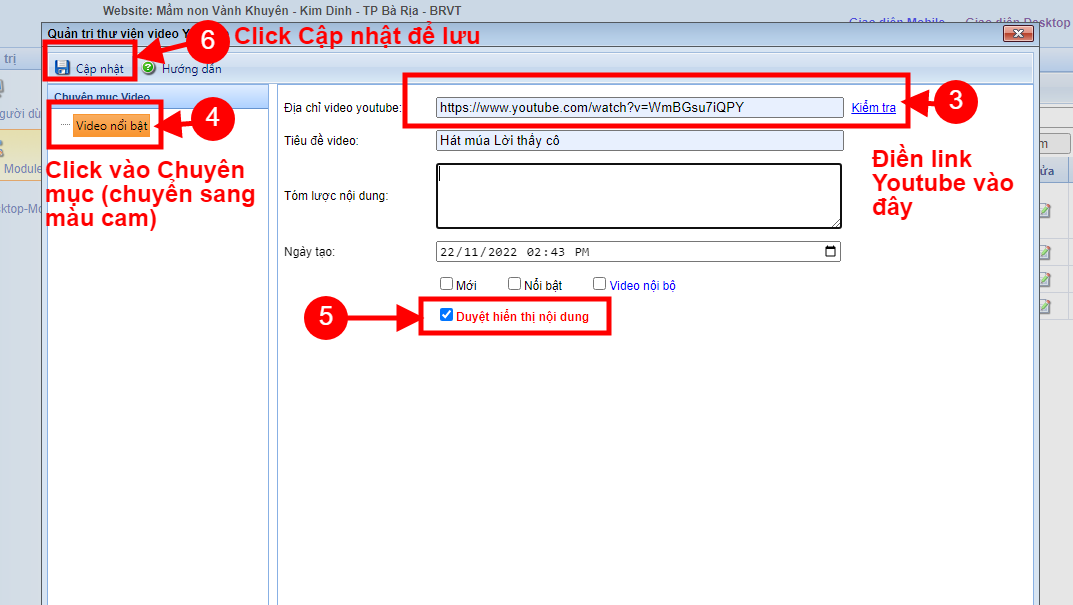 Website: Mầm non Vành Khuyên - Kim Dinh - TP Bà Rịa - BRVT
Giao diện Mobile
Giao diện Desktop
Quản trị thư viện video Y
6
Click Cập nhật để lưu
Cập nhật
Hướng dẫn
trị
Chuyên mục Video
gười dù
4
Video nổi bật
Module
Click vào Chuyên
mục (chuyển sang
màu cam)
Địa chỉ video youtube:
https://www.youtube.com/watch?v=WmBGsu7iQPY
Kiểm tra
3
Tiêu đề video:
Hát múa Lời thầy cô
Điền link
Youtube vào
đây
Tóm lược nội dung:
Ngày tạo:
22/11/2022 02:43 PM
Mới
Nổi bật
Video nội bộ
5
Duyệt hiển thị nội dung